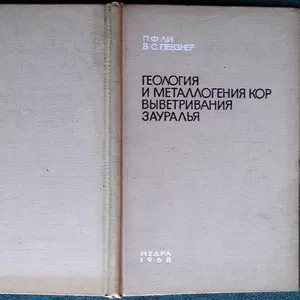 П.Ф.ЛИ
В.С.ПЕВЗНЕР
ГЕОЛОГИЯ
И МЕТАЛЛОГЕНИЯ КОР
ВЫВЕТРИВАНИЯ
ЗАУРАЛЬЯ
НЕДРА
1968